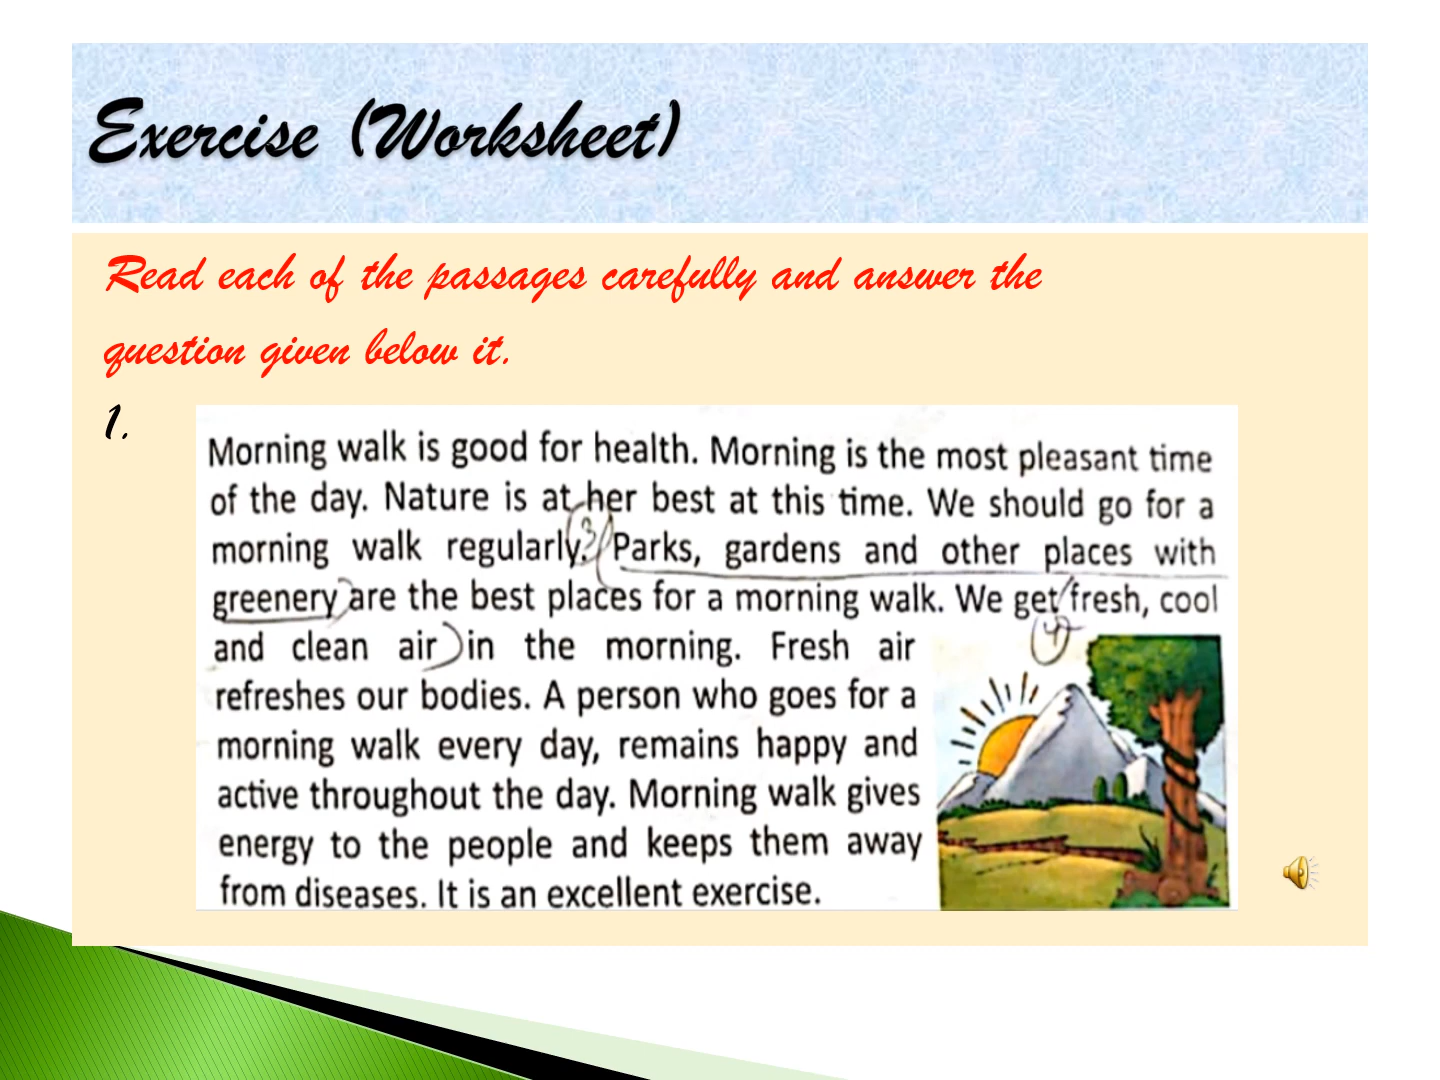 Exercise (Worksheet)
Read each of the passages carefully and answer the
question given below it.
1.
Morning walk is good for health. Morning is the most pleasant time
of the day. Nature is at her best at this time. We should go for a
morning walk regularly. Parks, gardens and other places with
3
greenery are the best places for a morning walk. We get fresh, cool
4
and clean air in the morning. Fresh air
refreshes our bodies. A person who goes for a
morning walk every day, remains happy and
active throughout the day. Morning walk gives
energy to the people and keeps them away
from diseases. It is an excellent exercise.